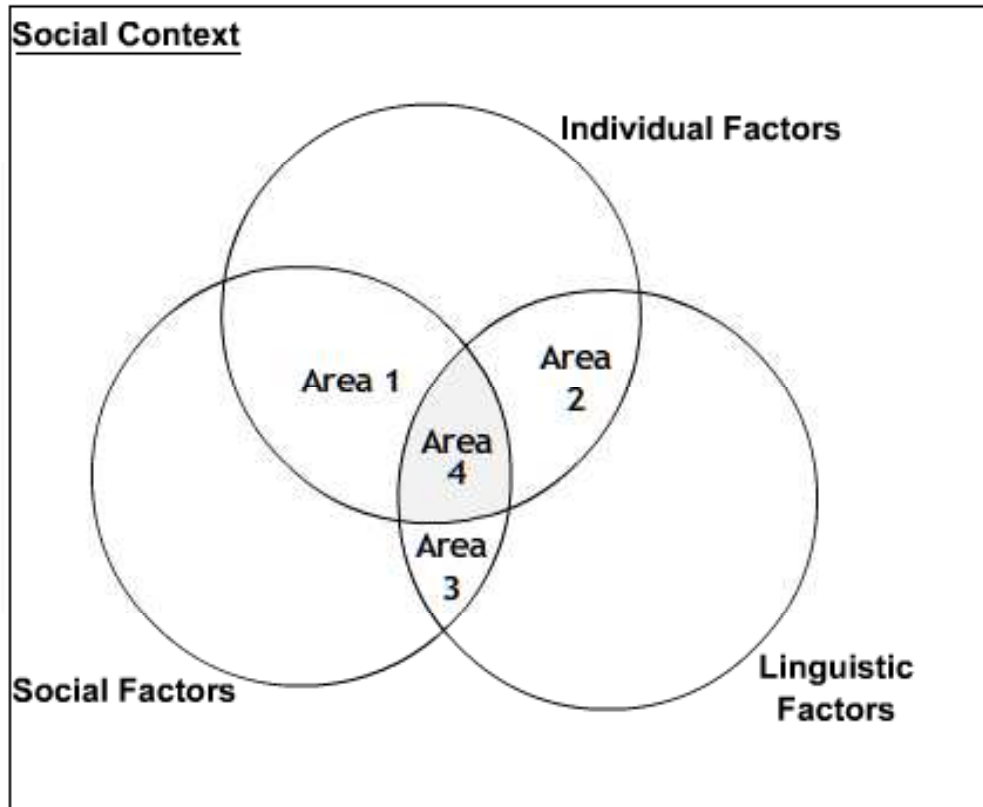 Social Context
Individual Factors
Area 1
Area
2
Area
4
Area
3
Social Factors
Linguistic
Factors